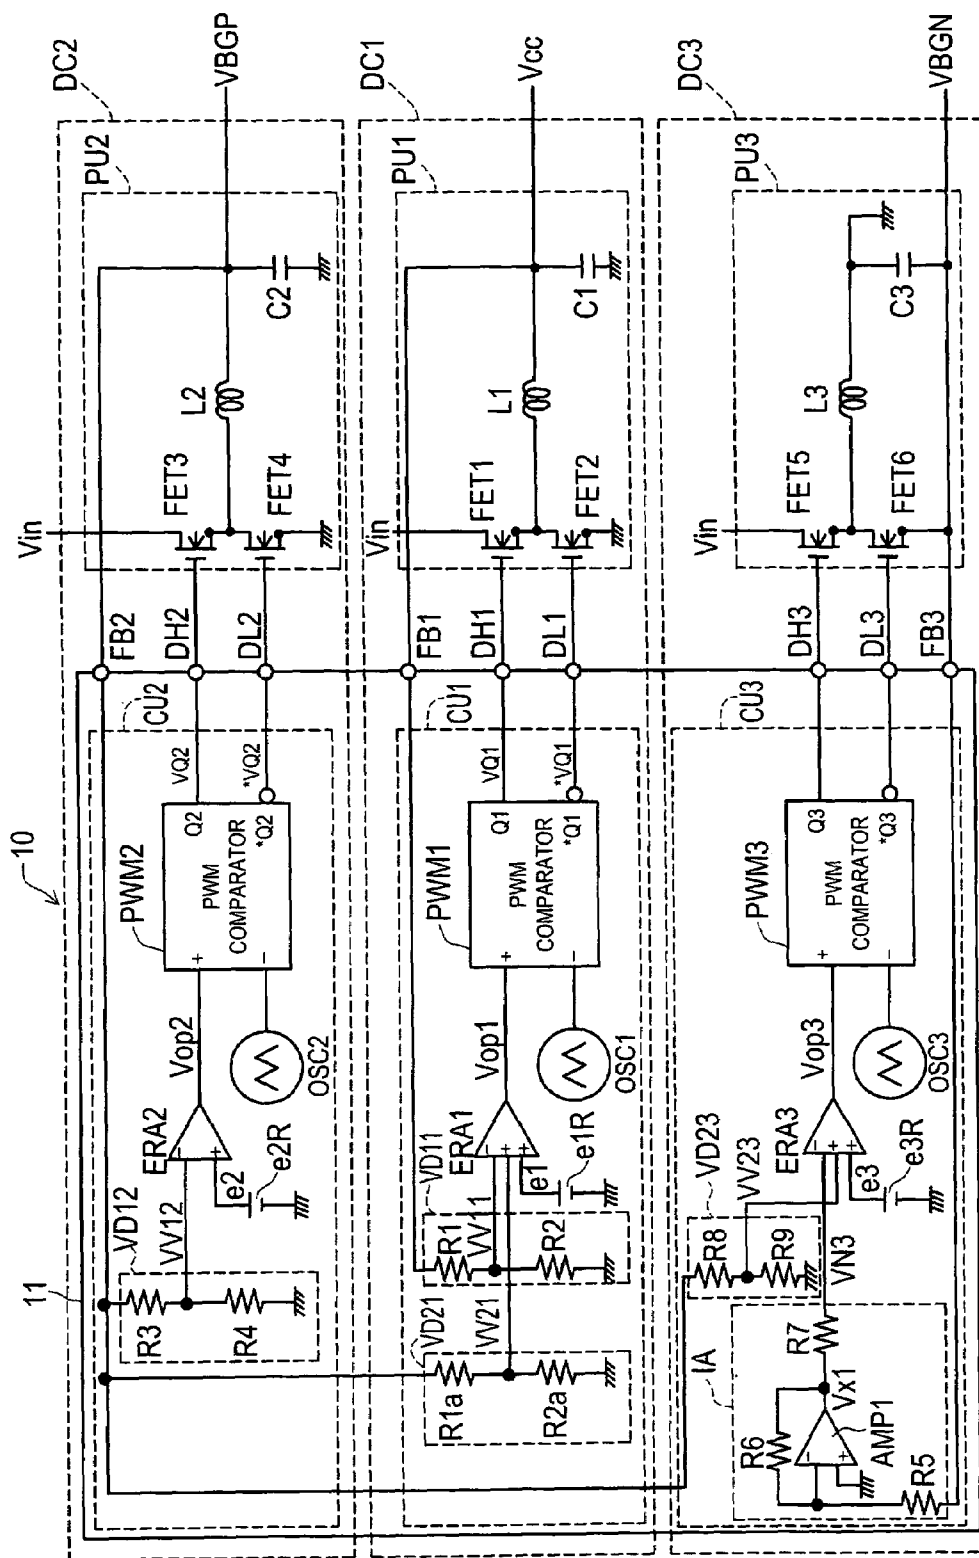 10
11
DC2
PU2
Vin
FET3
FET4
L2
C2
VBGP
FB2
DH2
DL2
CU2
VQ2
*VQ2
PWM2
Q2
*Q2
PWM
COMPARATOR
+
−
Vop2
OSC2
ERA2
−
+
e2
e2R
VD12
VV12
R3
R4
DC1
PU1
Vin
FET1
FET2
L1
C1
Vcc
FB1
DH1
DL1
CU1
VQ1
*VQ1
PWM1
Q1
*Q1
PWM
COMPARATOR
+
−
Vop1
OSC1
ERA1
−
+
+
e1
e1R
VD11
VV11
R1
R2
VD21
VV21
R1a
R2a
DC3
PU3
Vin
FET5
FET6
L3
C3
VBGN
DH3
DL3
FB3
CU3
PWM3
Q3
*Q3
PWM
COMPARATOR
+
−
Vop3
OSC3
ERA3
−
+
+
e3
e3R
VD23
VV23
R8
R9
VN3
IA
R7
Vx1
R6
AMP1
−
+
R5